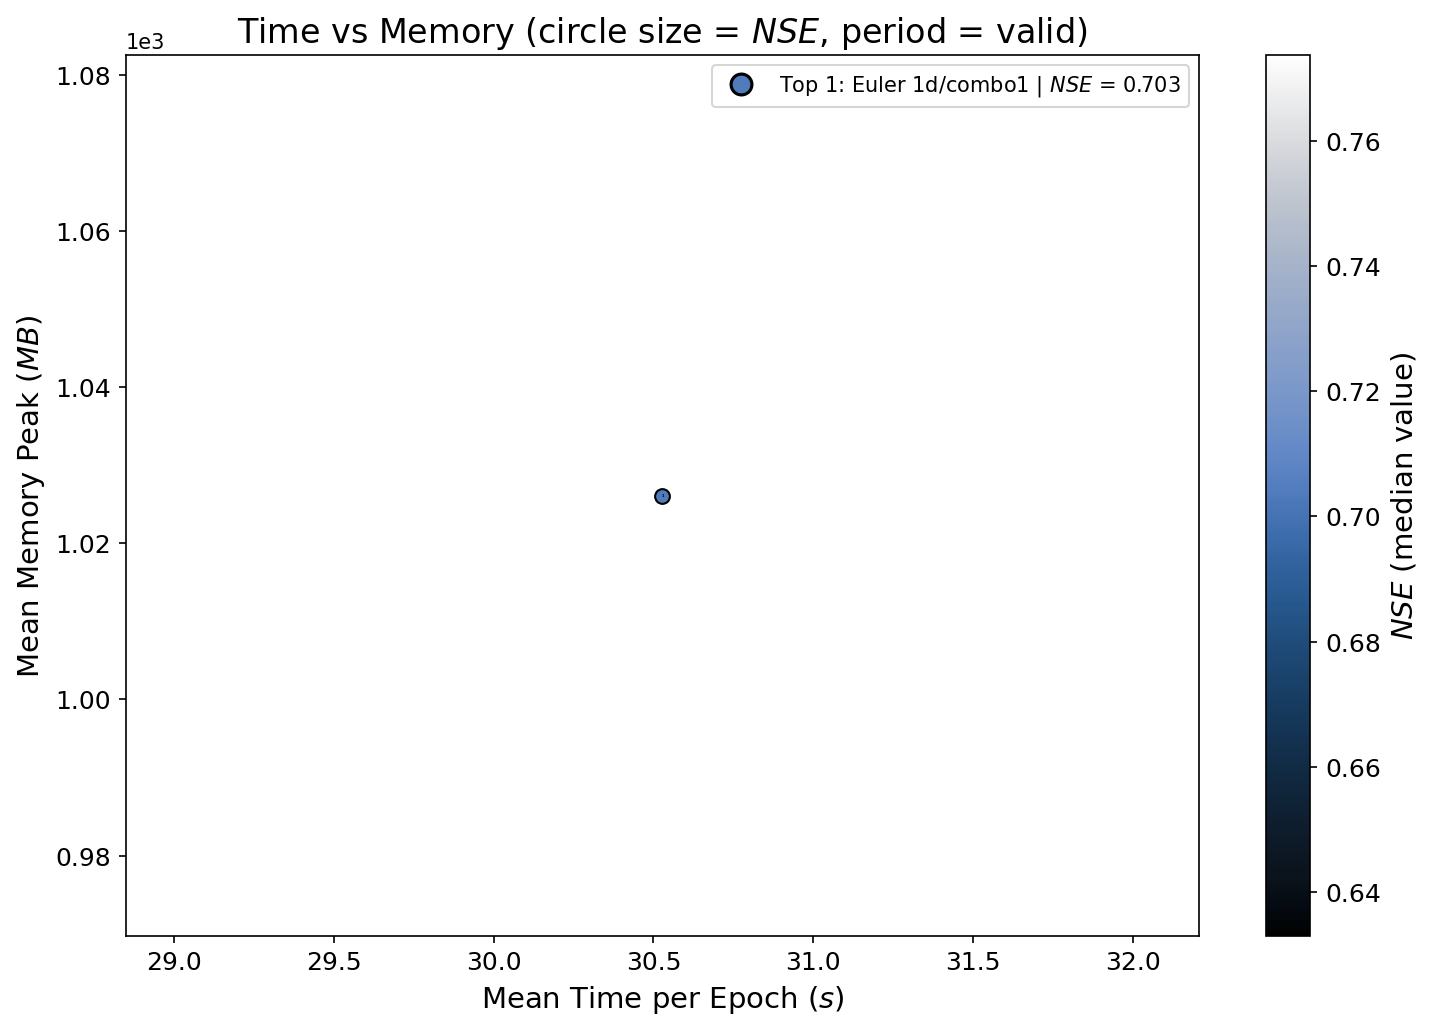 Time vs Memory (circle size = NSE, period = valid)
1e3
Top 1: Euler 1d/combo1 | NSE = 0.703
1.08
1.06
1.04
1.02
1.00
0.98
Mean Memory Peak (MB)
29.0 29.5 30.0 30.5 31.0 31.5 32.0
Mean Time per Epoch (s)
0.76
0.74
0.72
0.70
0.68
0.66
0.64
NSE (median value)